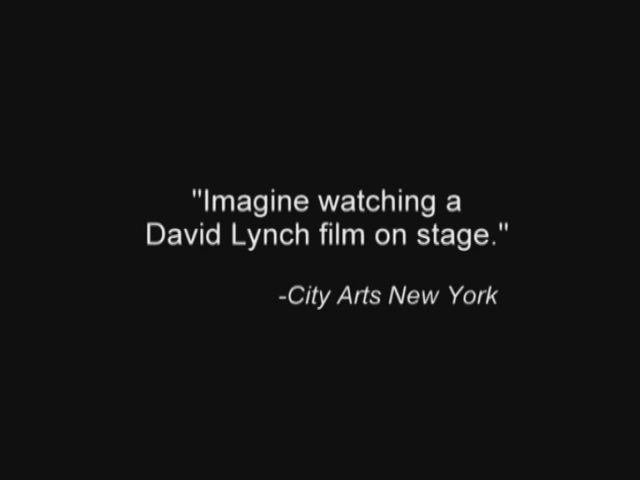 "Imagine watching a
David Lynch film on stage."
-City Arts New York